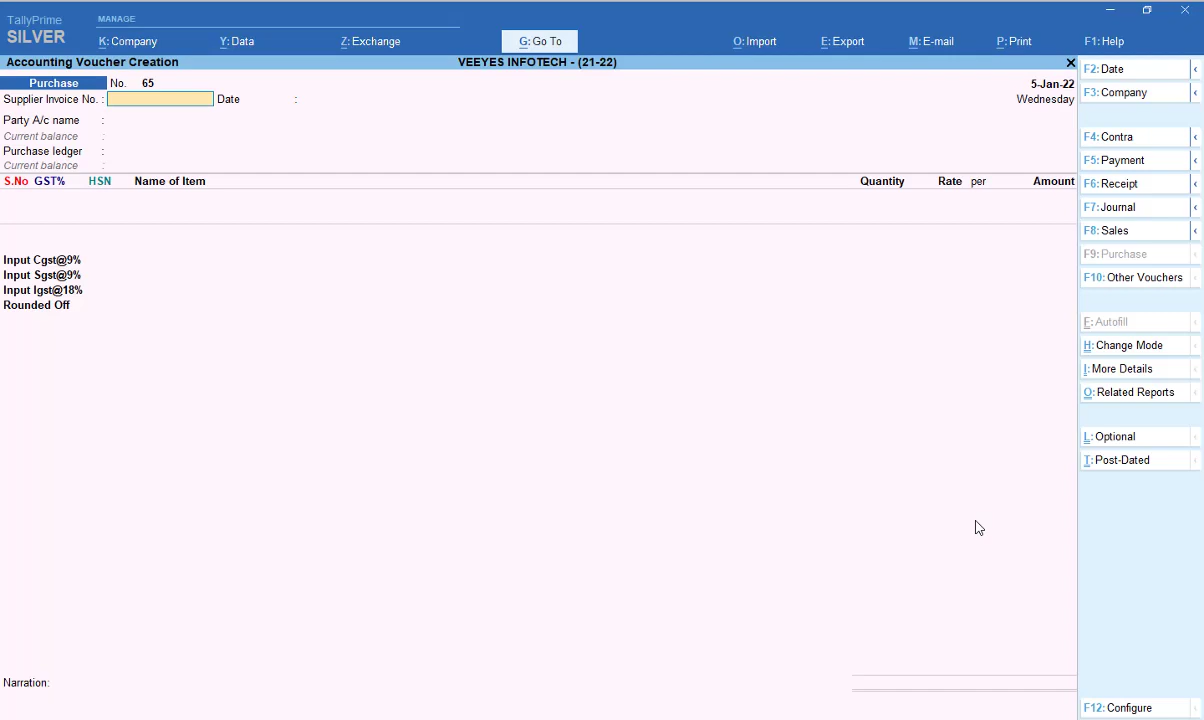 TallyPrime
SILVER
MANAGE
K: Company
Y: Data
Z: Exchange
G: Go To
O: Import
E: Export
M: E-mail
P: Print
F1: Help
Accounting Voucher Creation
VEEYES INFOTECH - (21-22)
Purchase No. 65
5-Jan-22
Supplier Invoice No. : Date :
Wednesday
Party A/c name :
Current balance :
Purchase ledger :
Current balance :
S.No GST% HSN Name of Item Quantity Rate per Amount
Input Cgst@9%
Input Sgst@9%
Input Igst@18%
Rounded Off
Narration:
F2: Date
F3: Company
F4: Contra
F5: Payment
F6: Receipt
F7: Journal
F8: Sales
F9: Purchase
F10: Other Vouchers
E: Autofill
H: Change Mode
I: More Details
O: Related Reports
L: Optional
T: Post-Dated
F12: Configure